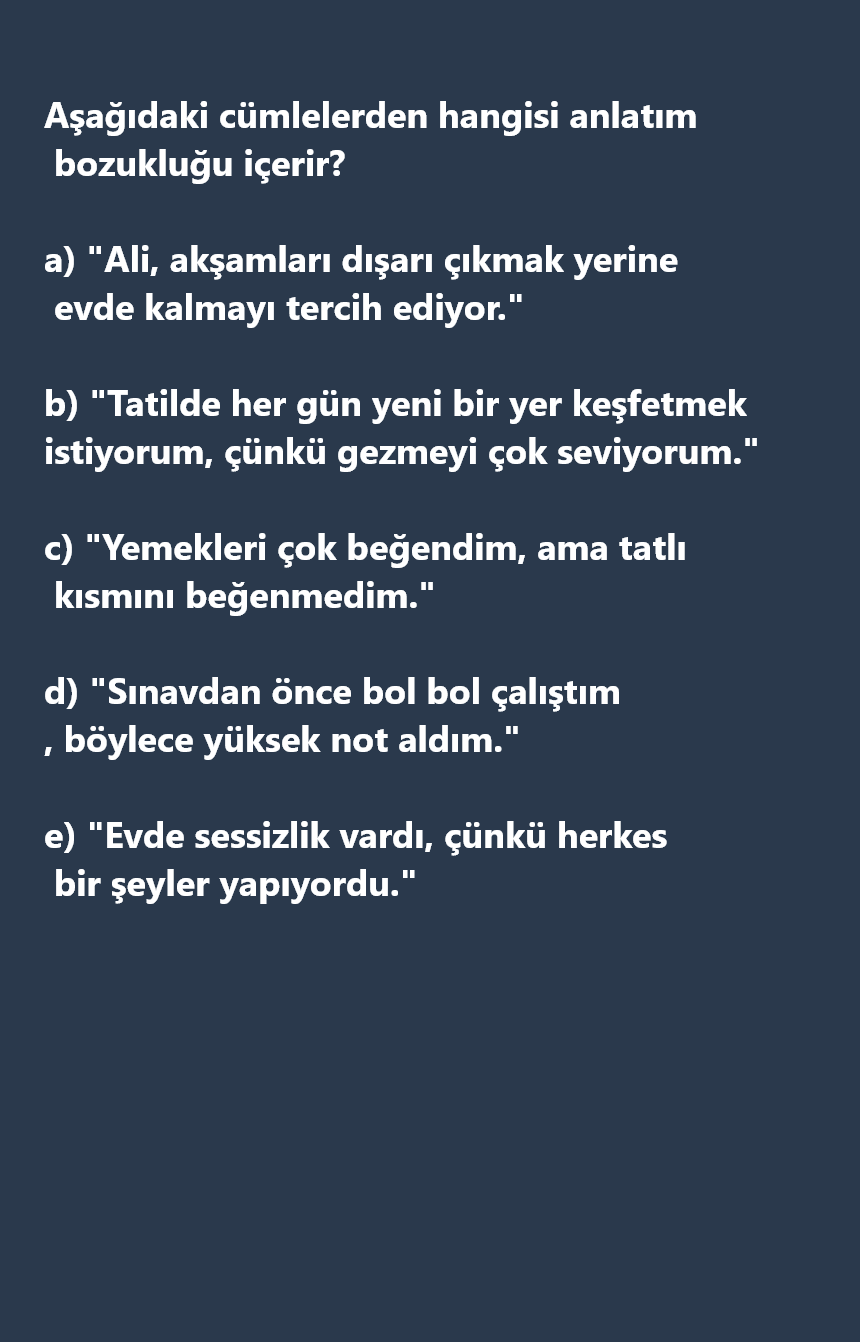 Aşağıdaki cümlelerden hangisi anlatım
bozukluğu içerir?
a) "Ali, akşamları dışarı çıkmak yerine
evde kalmayı tercih ediyor."
b) "Tatilde her gün yeni bir yer keşfetmek
istiyorum, çünkü gezmeyi çok seviyorum."
c) "Yemekleri çok beğendim, ama tatlı
kısmını beğenmedim."
d) "Sınavdan önce bol bol çalıştım
, böylece yüksek not aldım."
e) "Evde sessizlik vardı, çünkü herkes
bir şeyler yapıyordu."